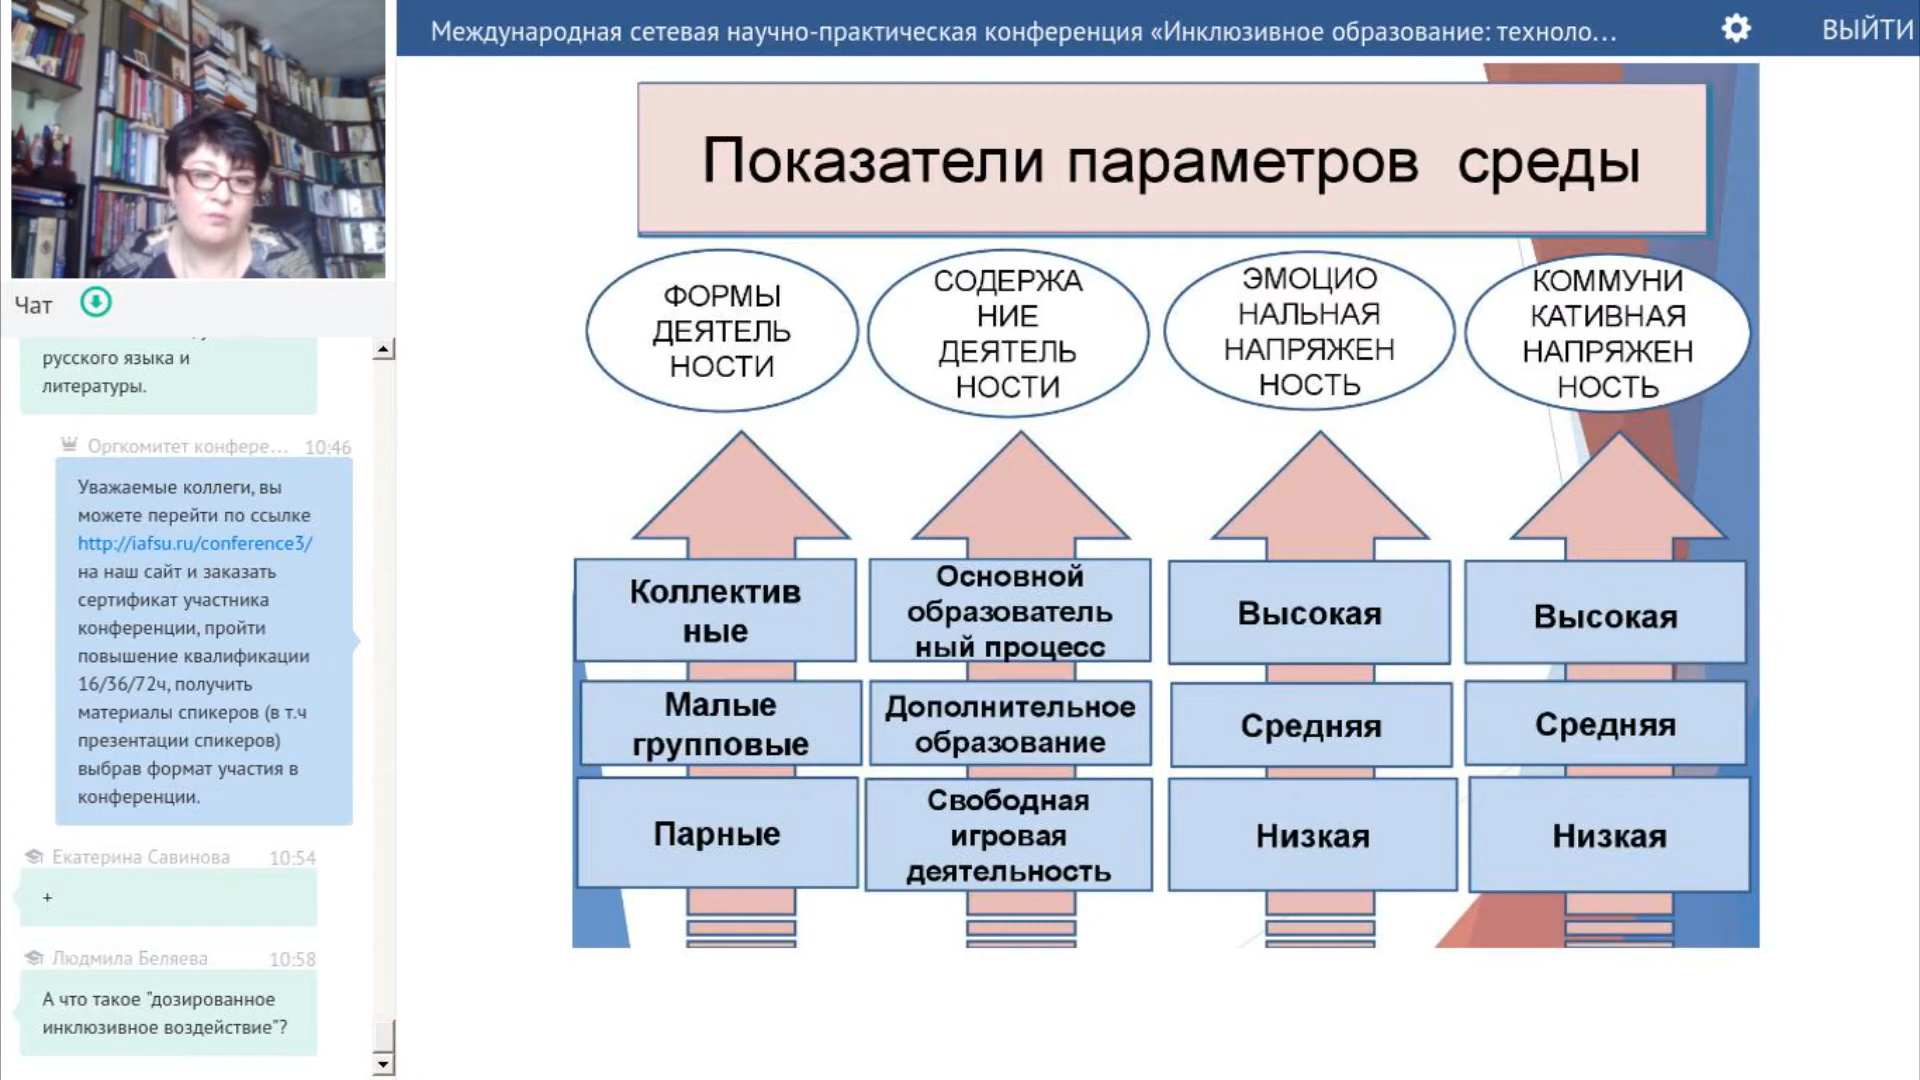 Международная сетевая научно-практическая конференция «Инклюзивное образование: техноло...
ВЫЙТИ
Чат
русского языка и
литературы.
Оргкомитет конфере...
10:46
Уважаемые коллеги, вы
можете перейти по ссылке
http://iafsu.ru/conference3/
на наш сайт и заказать
сертификат участника
конференции, пройти
повышение квалификации
16/36/72ч, получить
материалы спикеров (в т.ч
презентации спикеров)
выбрав формат участия в
конференции.
Екатерина Савинова
10:54
+
Людмила Беляева
10:58
А что такое "дозированное
инклюзивное воздействие"?
Показатели параметров среды
ФОРМЫ
ДЕЯТЕЛЬ
НОСТИ
СОДЕРЖА
НИЕ
ДЕЯТЕЛЬ
НОСТИ
ЭМОЦИО
НАЛЬНАЯ
НАПРЯЖЕН
НОСТЬ
КОММУНИ
КАТИВНАЯ
НАПРЯЖЕН
НОСТЬ
Коллектив
ные
Основной
образователь
ный процесс
Высокая
Высокая
Малые
групповые
Дополнительное
образование
Средняя
Средняя
Парные
Свободная
игровая
деятельность
Низкая
Низкая